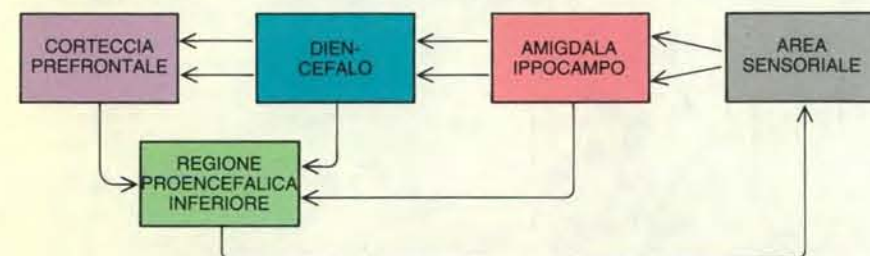 CORTECCIA
PREFRONTALE
DIEN-
CEFALO
AMIGDALA
IPPOCAMPO
AREA
SENSORIALE
REGIONE
PROENCEFALICA
INFERIORE